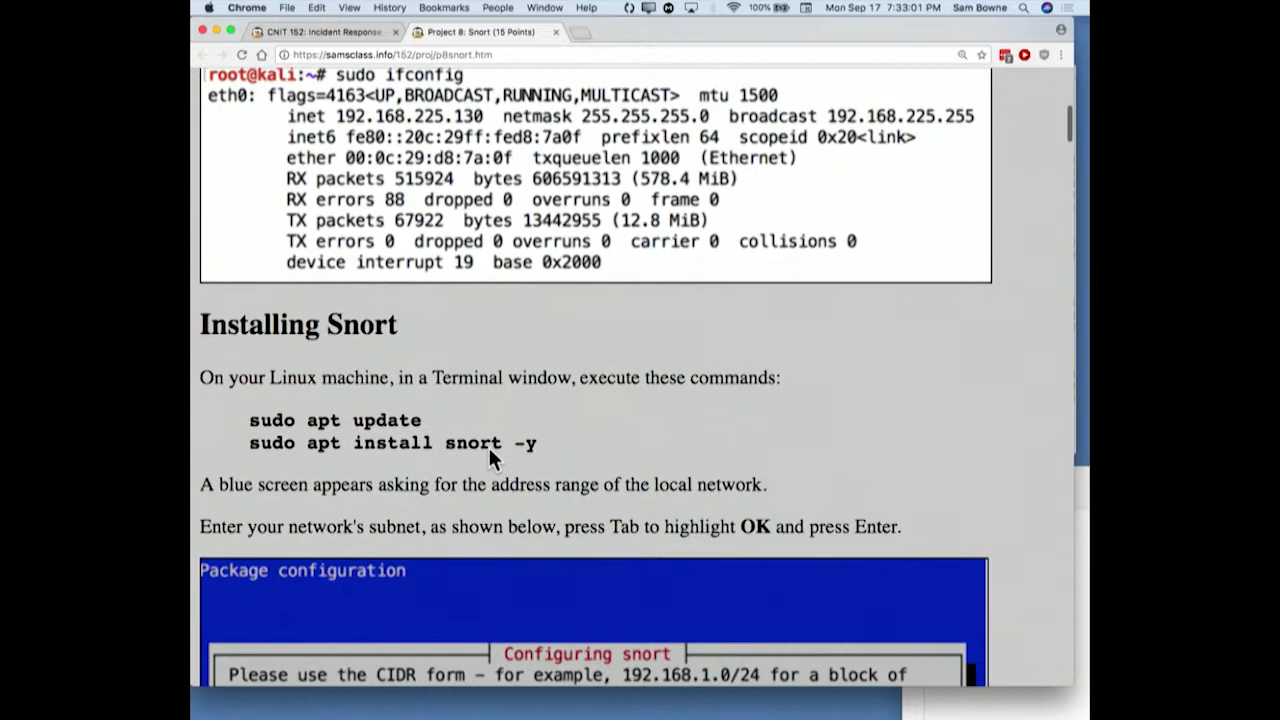 Chrome File Edit View History Bookmarks People Window Help 100% Mon Sep 17 7:33:01 PM Sam Bowne
CNIT 152: Incident Response × Project 8: Snort (15 Points) ×
https://samsclass.info/152/proj/p8snort.htm
root@kali:~# sudo ifconfig
eth0: flags=4163<UP,BROADCAST,RUNNING,MULTICAST> mtu 1500
inet 192.168.225.130 netmask 255.255.255.0 broadcast 192.168.225.255
inet6 fe80::20c:29ff:fed8:7a0f prefixlen 64 scopeid 0x20<link>
ether 00:0c:29:d8:7a:0f txqueuelen 1000 (Ethernet)
RX packets 515924 bytes 606591313 (578.4 MiB)
RX errors 88 dropped 0 overruns 0 frame 0
TX packets 67922 bytes 13442955 (12.8 MiB)
TX errors 0 dropped 0 overruns 0 carrier 0 collisions 0
device interrupt 19 base 0x2000
Installing Snort
On your Linux machine, in a Terminal window, execute these commands:
sudo apt update
sudo apt install snort -y
A blue screen appears asking for the address range of the local network.
Enter your network's subnet, as shown below, press Tab to highlight OK and press Enter.
Package configuration
Configuring snort
Please use the CIDR form - for example, 192.168.1.0/24 for a block of